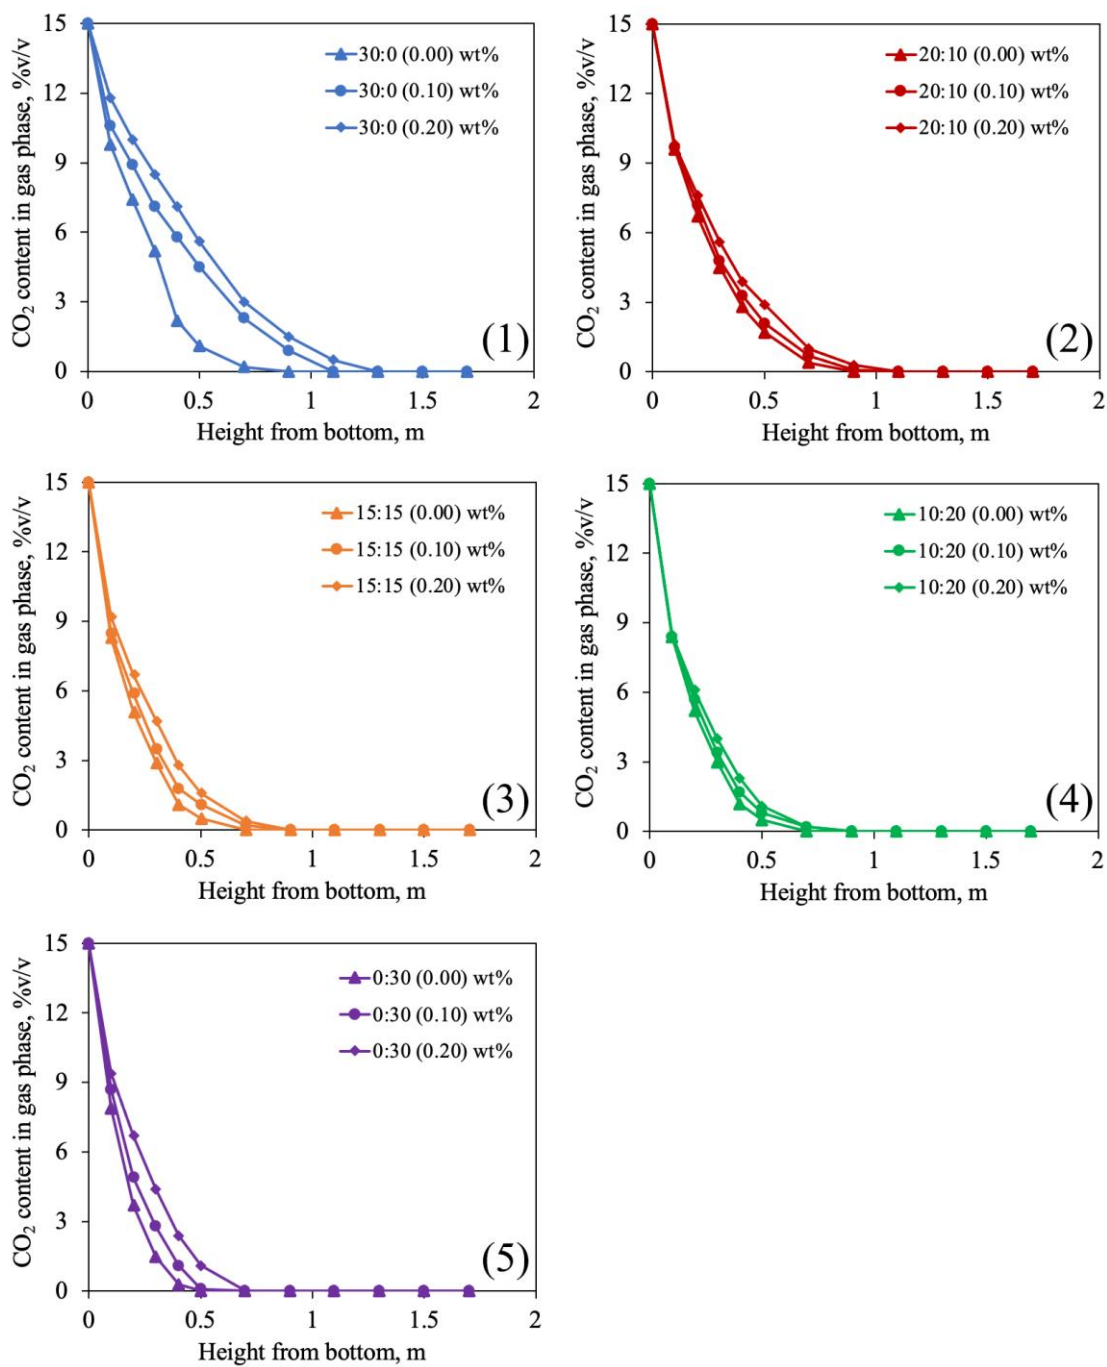 CO₂ content in gas phase, %v/v
15
12
9
6
3
0
30:0 (0.00) wt%
30:0 (0.10) wt%
30:0 (0.20) wt%
(1)
0 0.5 1 1.5 2
Height from bottom, m
CO₂ content in gas phase, %v/v
15
12
9
6
3
0
20:10 (0.00) wt%
20:10 (0.10) wt%
20:10 (0.20) wt%
(2)
0 0.5 1 1.5 2
Height from bottom, m
CO₂ content in gas phase, %v/v
15
12
9
6
3
0
15:15 (0.00) wt%
15:15 (0.10) wt%
15:15 (0.20) wt%
(3)
0 0.5 1 1.5 2
Height from bottom, m
CO₂ content in gas phase, %v/v
15
12
9
6
3
0
10:20 (0.00) wt%
10:20 (0.10) wt%
10:20 (0.20) wt%
(4)
0 0.5 1 1.5 2
Height from bottom, m
CO₂ content in gas phase, %v/v
15
12
9
6
3
0
0:30 (0.00) wt%
0:30 (0.10) wt%
0:30 (0.20) wt%
(5)
0 0.5 1 1.5 2
Height from bottom, m